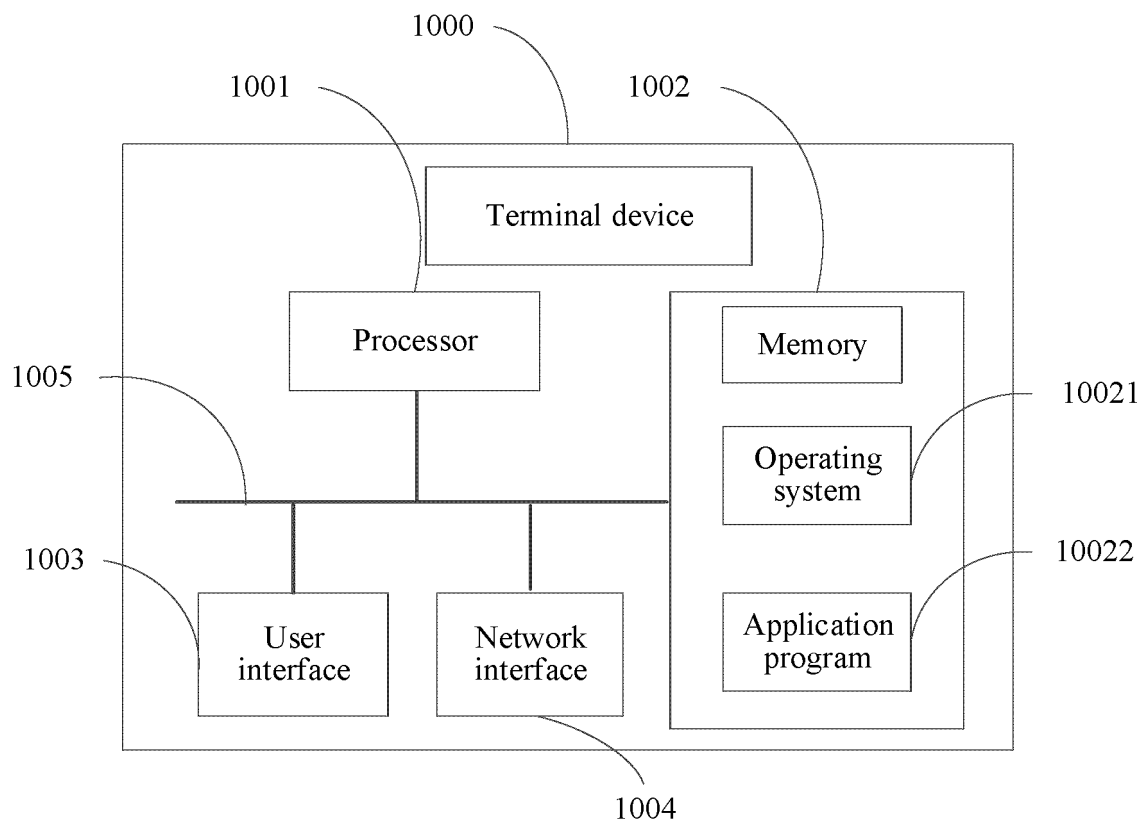 1000
1001
1002
Terminal device
Processor
Memory
1005
10021
Operating
system
1003
10022
User
interface
Network
interface
Application
program
1004